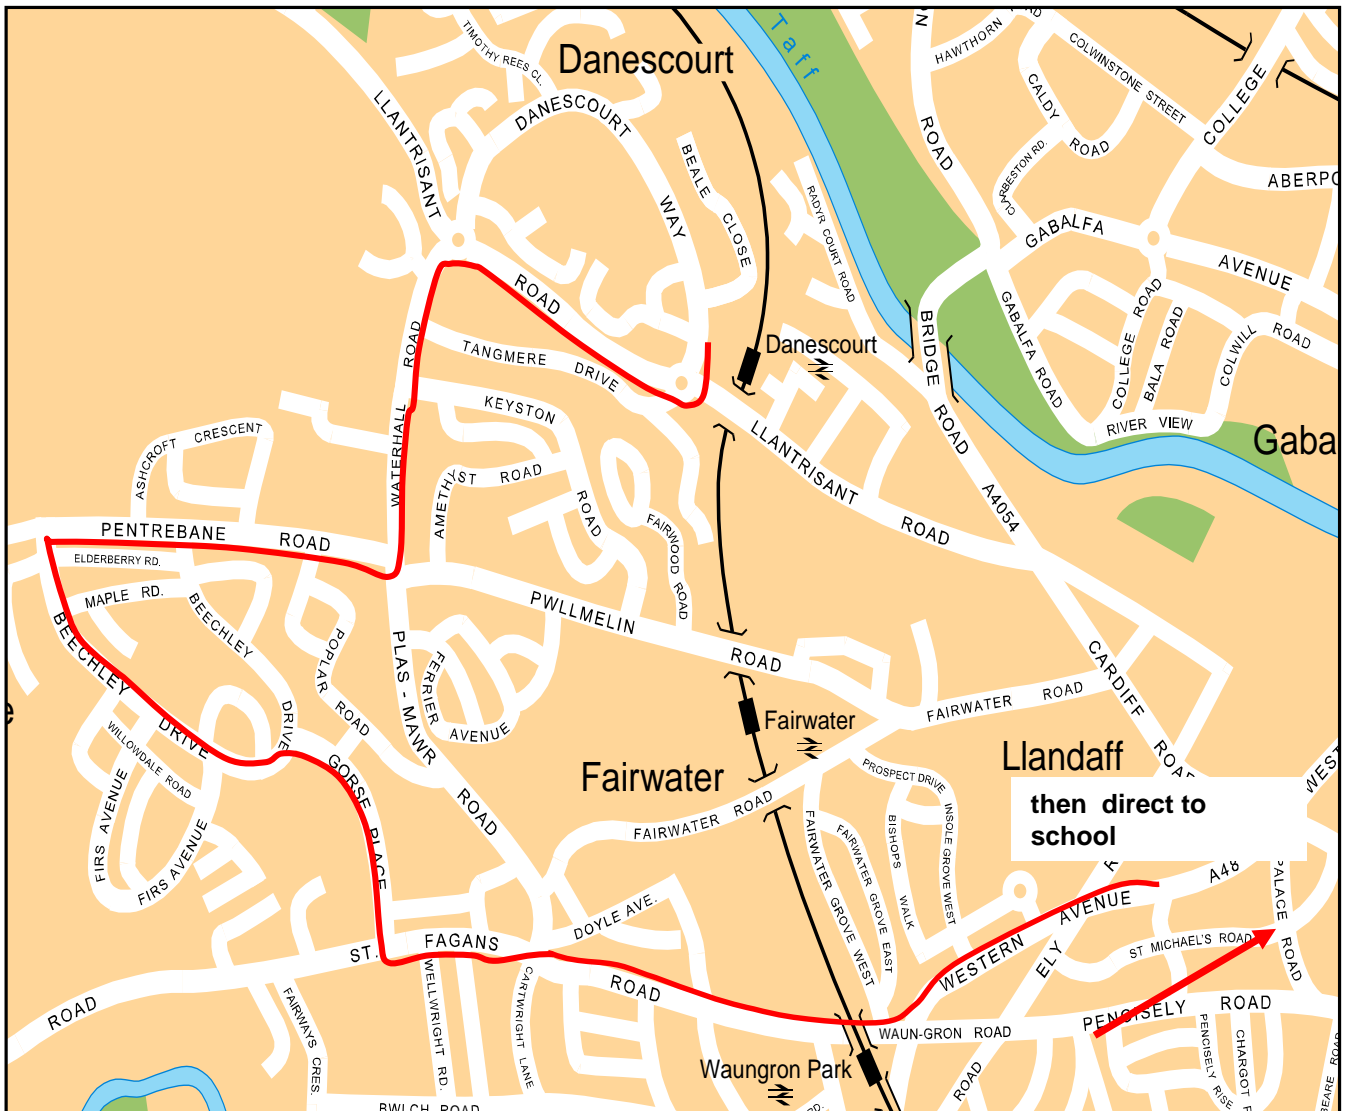 Taff
TIMOTHY REES CL.
Danescourt
HAWTHORN
COLWINSTONE STREET
COLLEGE
CALDY
ROAD
LLANTRISANT
DANESCOURT
WAY
BEALE
CLOSE
RADYR COURT ROAD
ROAD
CLARBESTON RD.
ABERPO
GABALFA
AVENUE
ROAD
BRIDGE
ROAD
A4054
GABALFA ROAD
COLLEGE ROAD
BALA ROAD
COLWILL
ROAD
RIVER VIEW
Gaba
Danescourt
TANGMERE DRIVE
ROAD
WATERHALL
KEYSTON
ROAD
LLANTRISANT
ROAD
ASHCROFT CRESCENT
AMETHYST ROAD
FAIRWOOD ROAD
PENTREBANE ROAD
ELDERBERRY RD.
MAPLE RD.
BEECHLEY
DRIVE
BEECHLEY
DRIVE
POPLAR
ROAD
PLAS - MAWR
ROAD
FERRIER
AVENUE
PWLLMELIN
ROAD
CARDIFF
ROAD
FAIRWATER ROAD
Fairwater
Fairwater
Llandaff
WEST
then direct to
school
WILLOWDALE ROAD
FIRS AVENUE
FIRS AVENUE
GORSE PLACE
FAIRWATER ROAD
PROSPECT DRIVE
INSOLE GROVE WEST
BISHOPS WALK
FAIRWATER GROVE EAST
FAIRWATER GROVE WEST
A48
PALACE ROAD
WESTERN AVENUE
ST MICHAEL'S ROAD
ELY
ROAD
DOYLE AVE.
ST. FAGANS
ROAD
ROAD
FAIRWAYS CRES.
WELLWRIGHT RD.
CARTWRIGHT LANE
WAUN-GRON ROAD
PENCISELY ROAD
PENCISELY RISE
CHARGOT R
Waungron Park
BWLCH ROAD
RD.
EARE ROAD